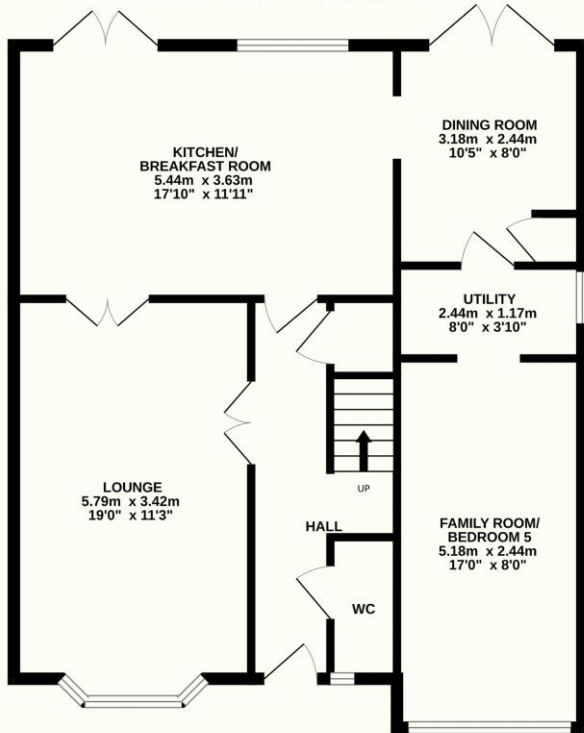 KITCHEN/
BREAKFAST ROOM
5.44m x 3.63m
17'10" x 11'11"
DINING ROOM
3.18m x 2.44m
10'5" x 8'0"
UTILITY
2.44m x 1.17m
8'0" x 3'10"
LOUNGE
5.79m x 3.42m
19'0" x 11'3"
UP
HALL
WC
FAMILY ROOM/
BEDROOM 5
5.18m x 2.44m
17'0" x 8'0"